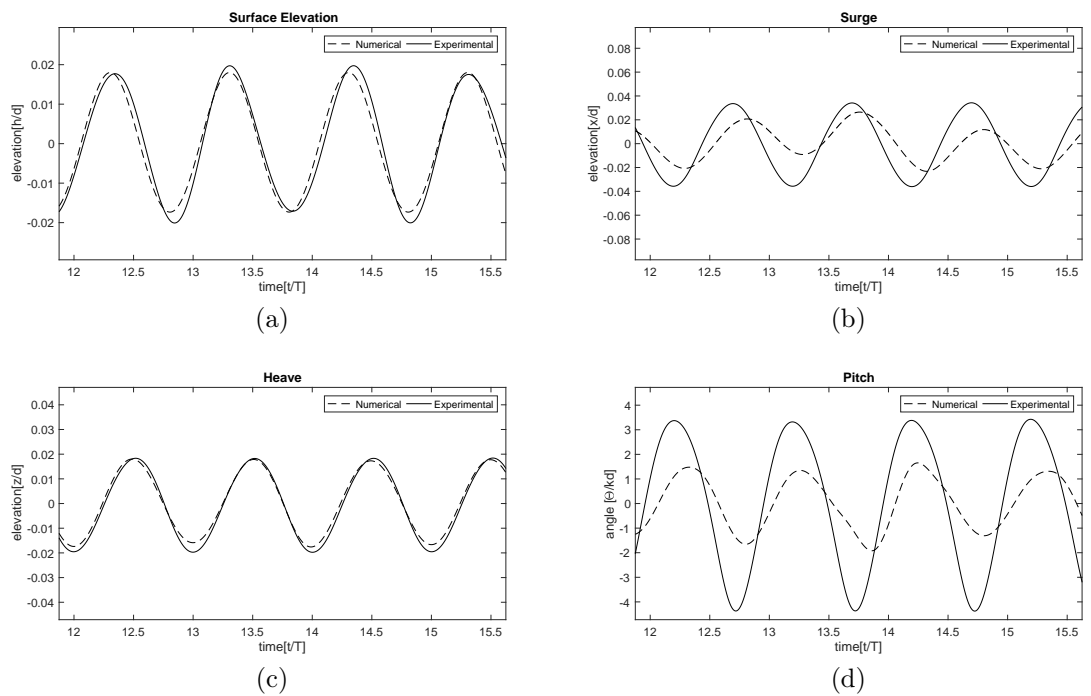 Surface Elevation
Numerical Experimental
0.02
0.01
0
-0.01
-0.02
elevation[h/d]
12 12.5 13 13.5 14 14.5 15 15.5
time[t/T]
(a)
Surge
Numerical Experimental
0.08
0.06
0.04
0.02
0
-0.02
-0.04
-0.06
-0.08
elevation[x/d]
12 12.5 13 13.5 14 14.5 15 15.5
time[t/T]
(b)
Heave
Numerical Experimental
0.04
0.03
0.02
0.01
0
-0.01
-0.02
-0.03
-0.04
elevation[z/d]
12 12.5 13 13.5 14 14.5 15 15.5
time[t/T]
(c)
Pitch
Numerical Experimental
4
3
2
1
0
-1
-2
-3
-4
angle [Θ/kd]
12 12.5 13 13.5 14 14.5 15 15.5
time[t/T]
(d)